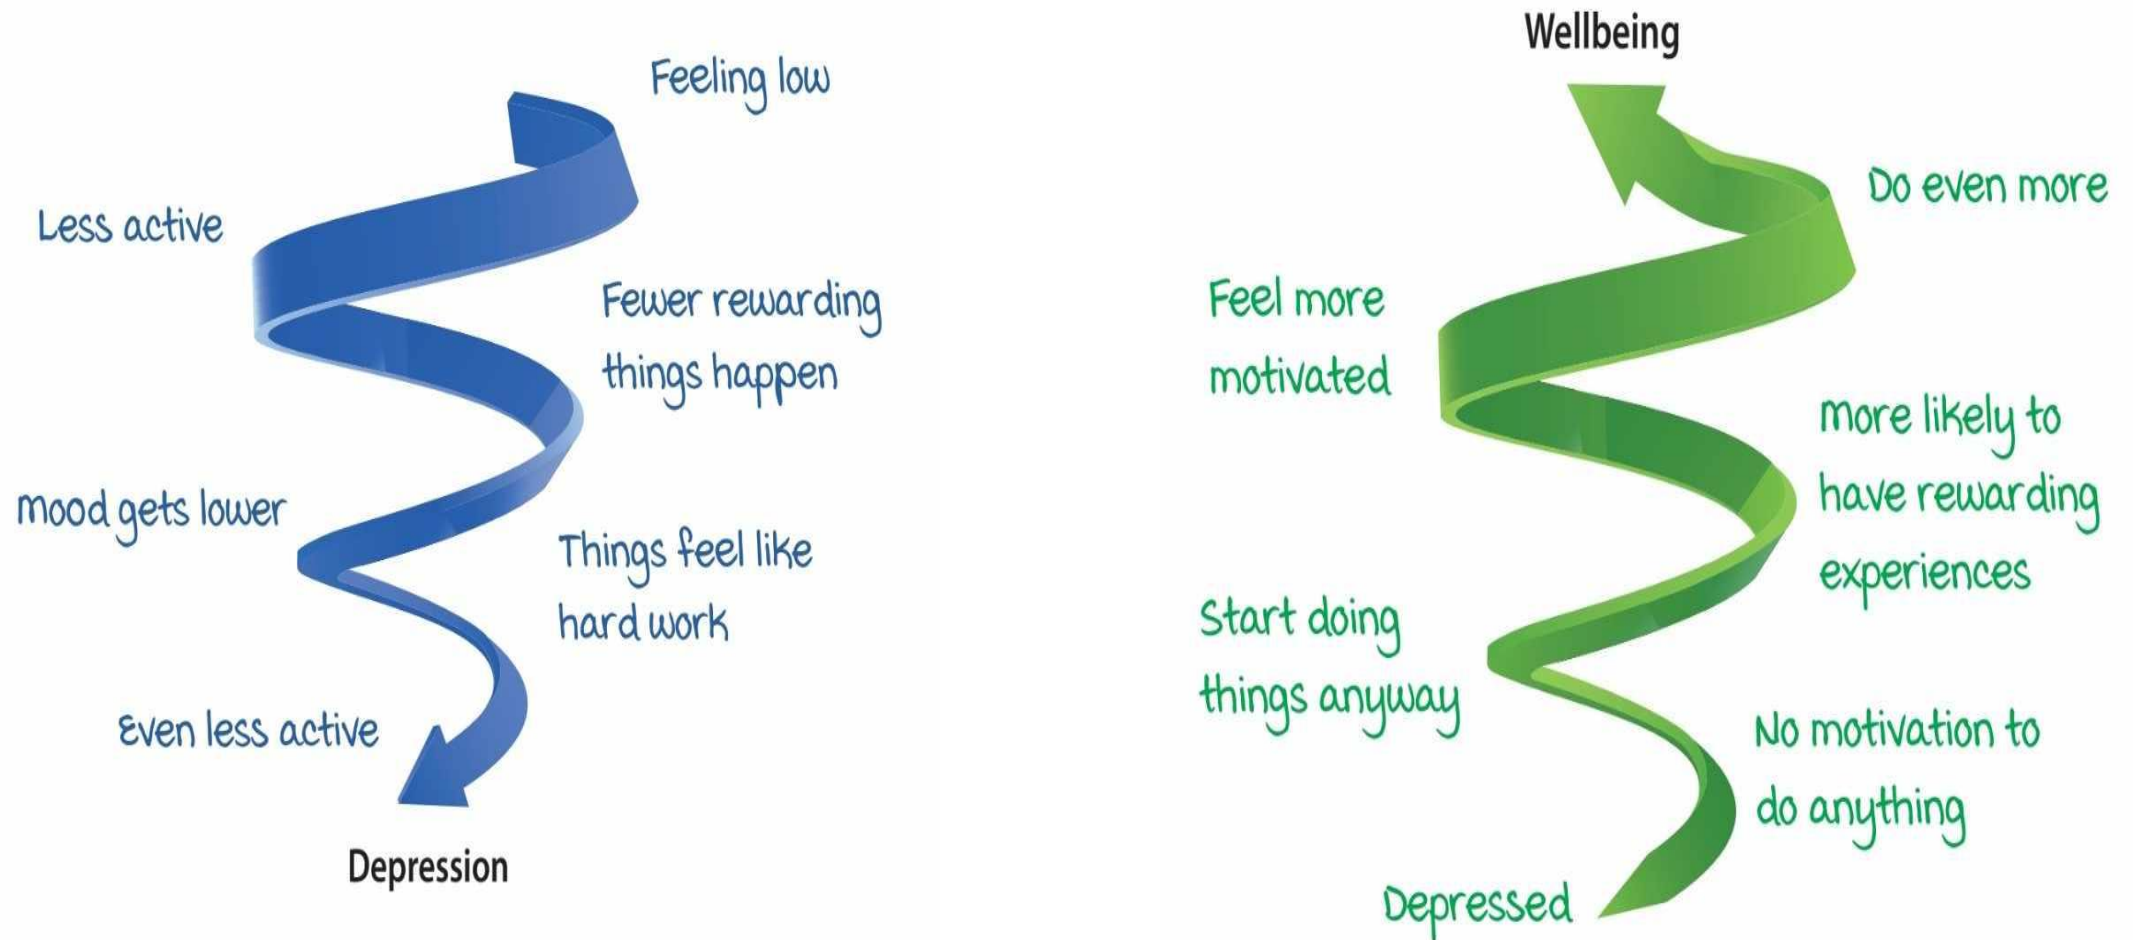 Feeling low
Less active
Fewer rewarding
things happen
mood gets lower
Things feel like
hard work
Even less active
Depression
Wellbeing
Do even more
Feel more
motivated
more likely to
have rewarding
experiences
Start doing
things anyway
No motivation to
do anything
Depressed